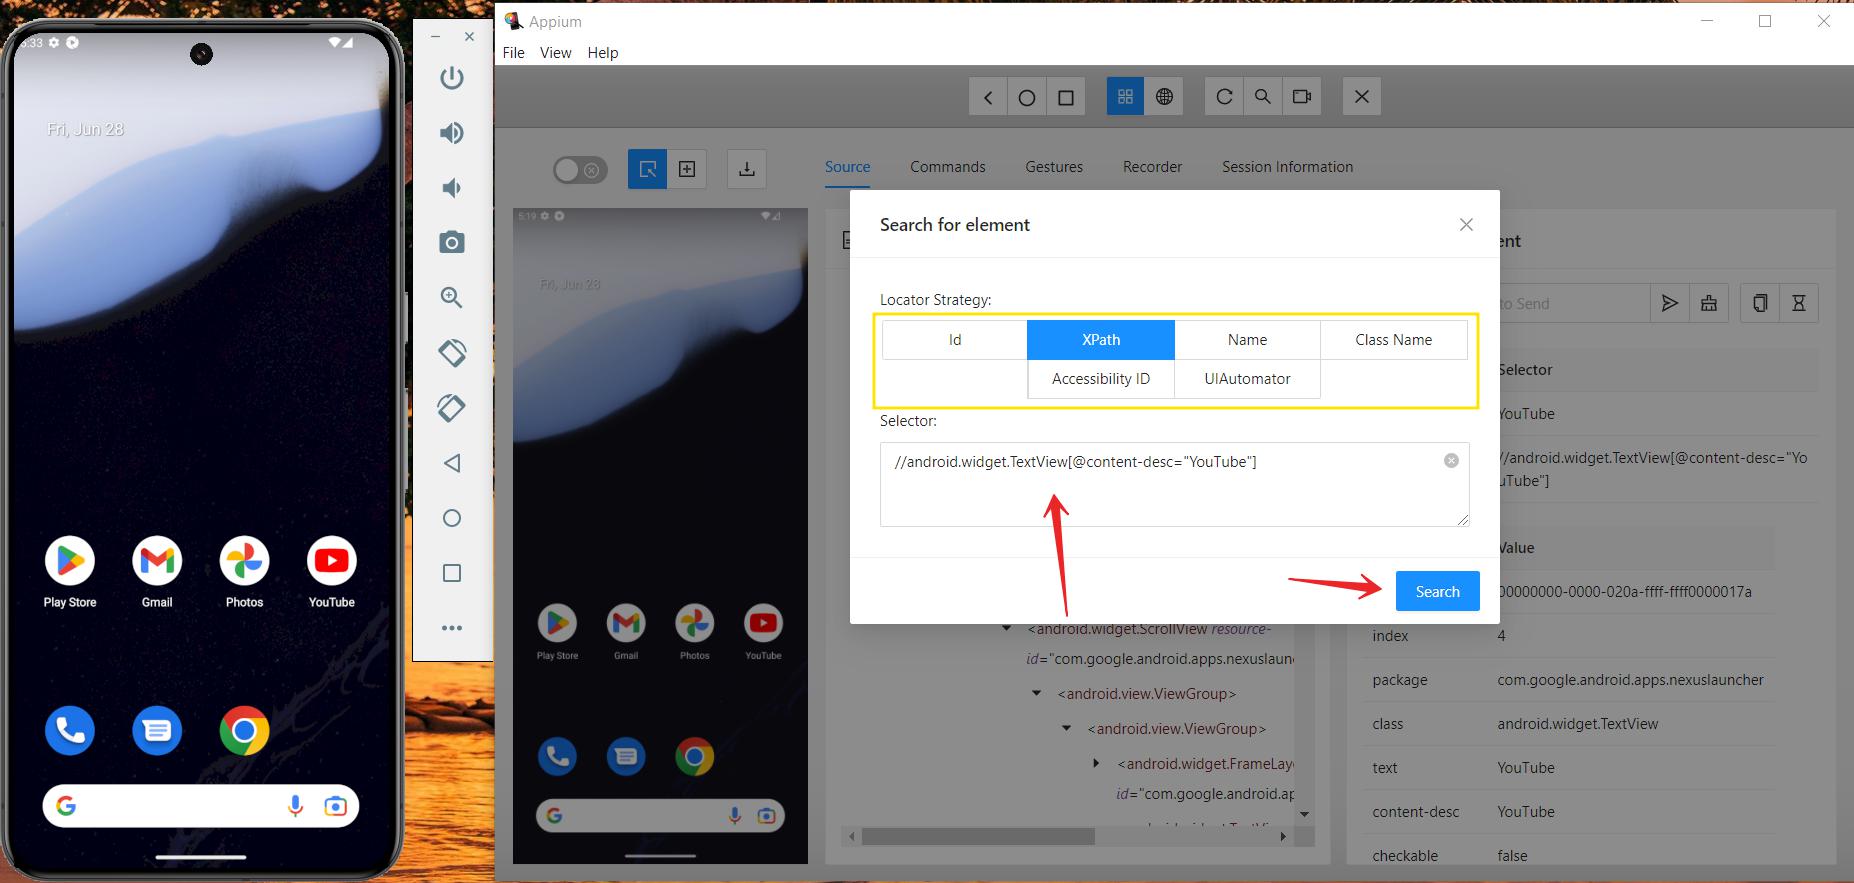 :33
Fri, Jun 28
Play Store
Gmail
Photos
YouTube
Appium
File
View
Help
Source
Commands
Gestures
Recorder
Session Information
5:19
Fri, Jun 28
Play Store
Gmail
Photos
YouTube
Search for element
Locator Strategy:
Id
XPath
Name
Class Name
Accessibility ID
UIAutomator
Selector:
//android.widget.TextView[@content-desc="YouTube"]
Search
<android.widget.ScrollView resource-
id="com.google.android.apps.nexuslaun
<android.view.ViewGroup>
<android.view.ViewGroup>
<android.widget.FrameLay
id="com.google.android.ap
ent
to Send
Selector
YouTube
//android.widget.TextView[@content-desc="Yo
uTube"]
Value
00000000-0000-020a-ffff-ffff0000017a
index
4
package
com.google.android.apps.nexuslauncher
class
android.widget.TextView
text
YouTube
content-desc
YouTube
checkable
false